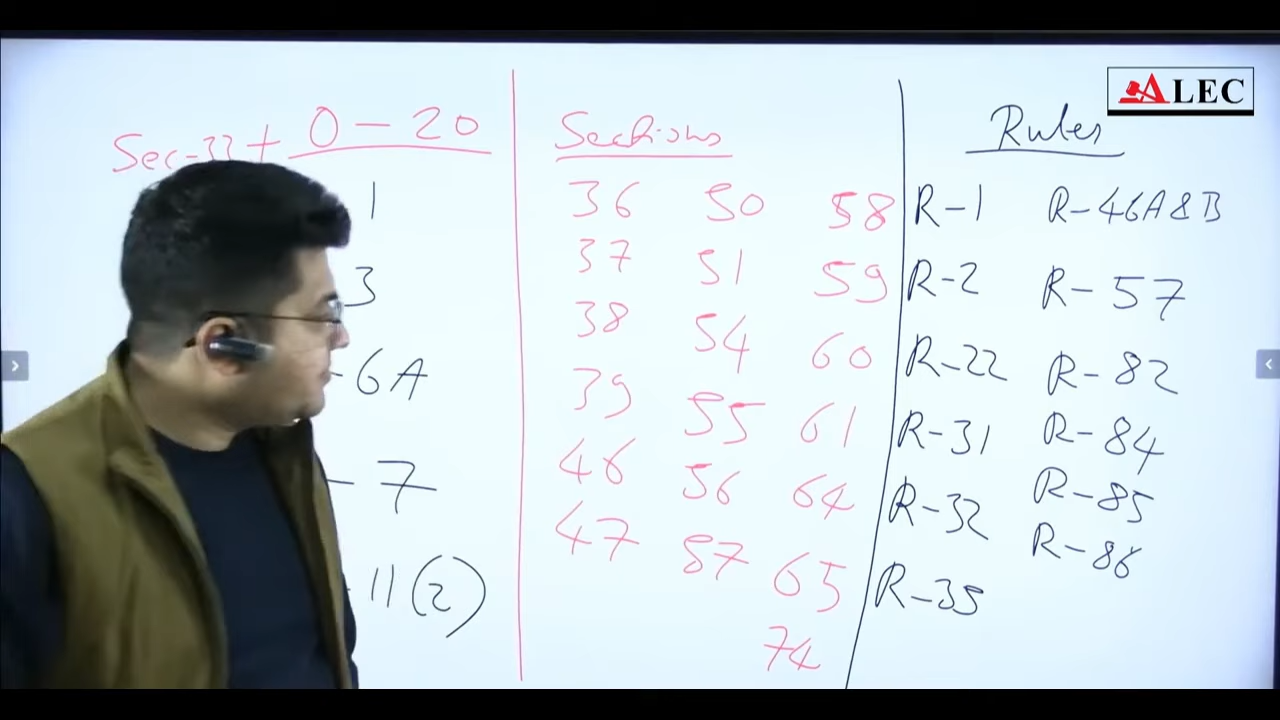 ALEC
Sec-33 + 0 - 20
1
3
- 6A
- 7
- 11(2)
Sections
36 50 58
37 51 59
38 54 60
39 55 61
46 56 64
47 57 65
74
Rules
R-1 R-46A&B
R-2 R-57
R-22 R-82
R-31 R-84
R-32 R-85
R-35 R-86